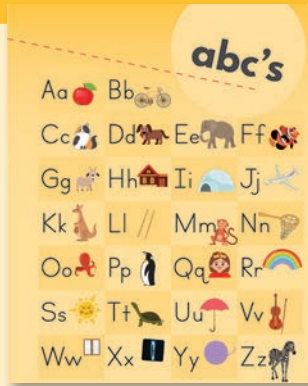 abc's
Aa Bb
Cc Dd Ee Ff
Gg Hh Ii Jj
Kk Ll Mm Nn
Oo Pp Qq Rr
Ss Tt Uu Vv
Ww Xx Yy Zz